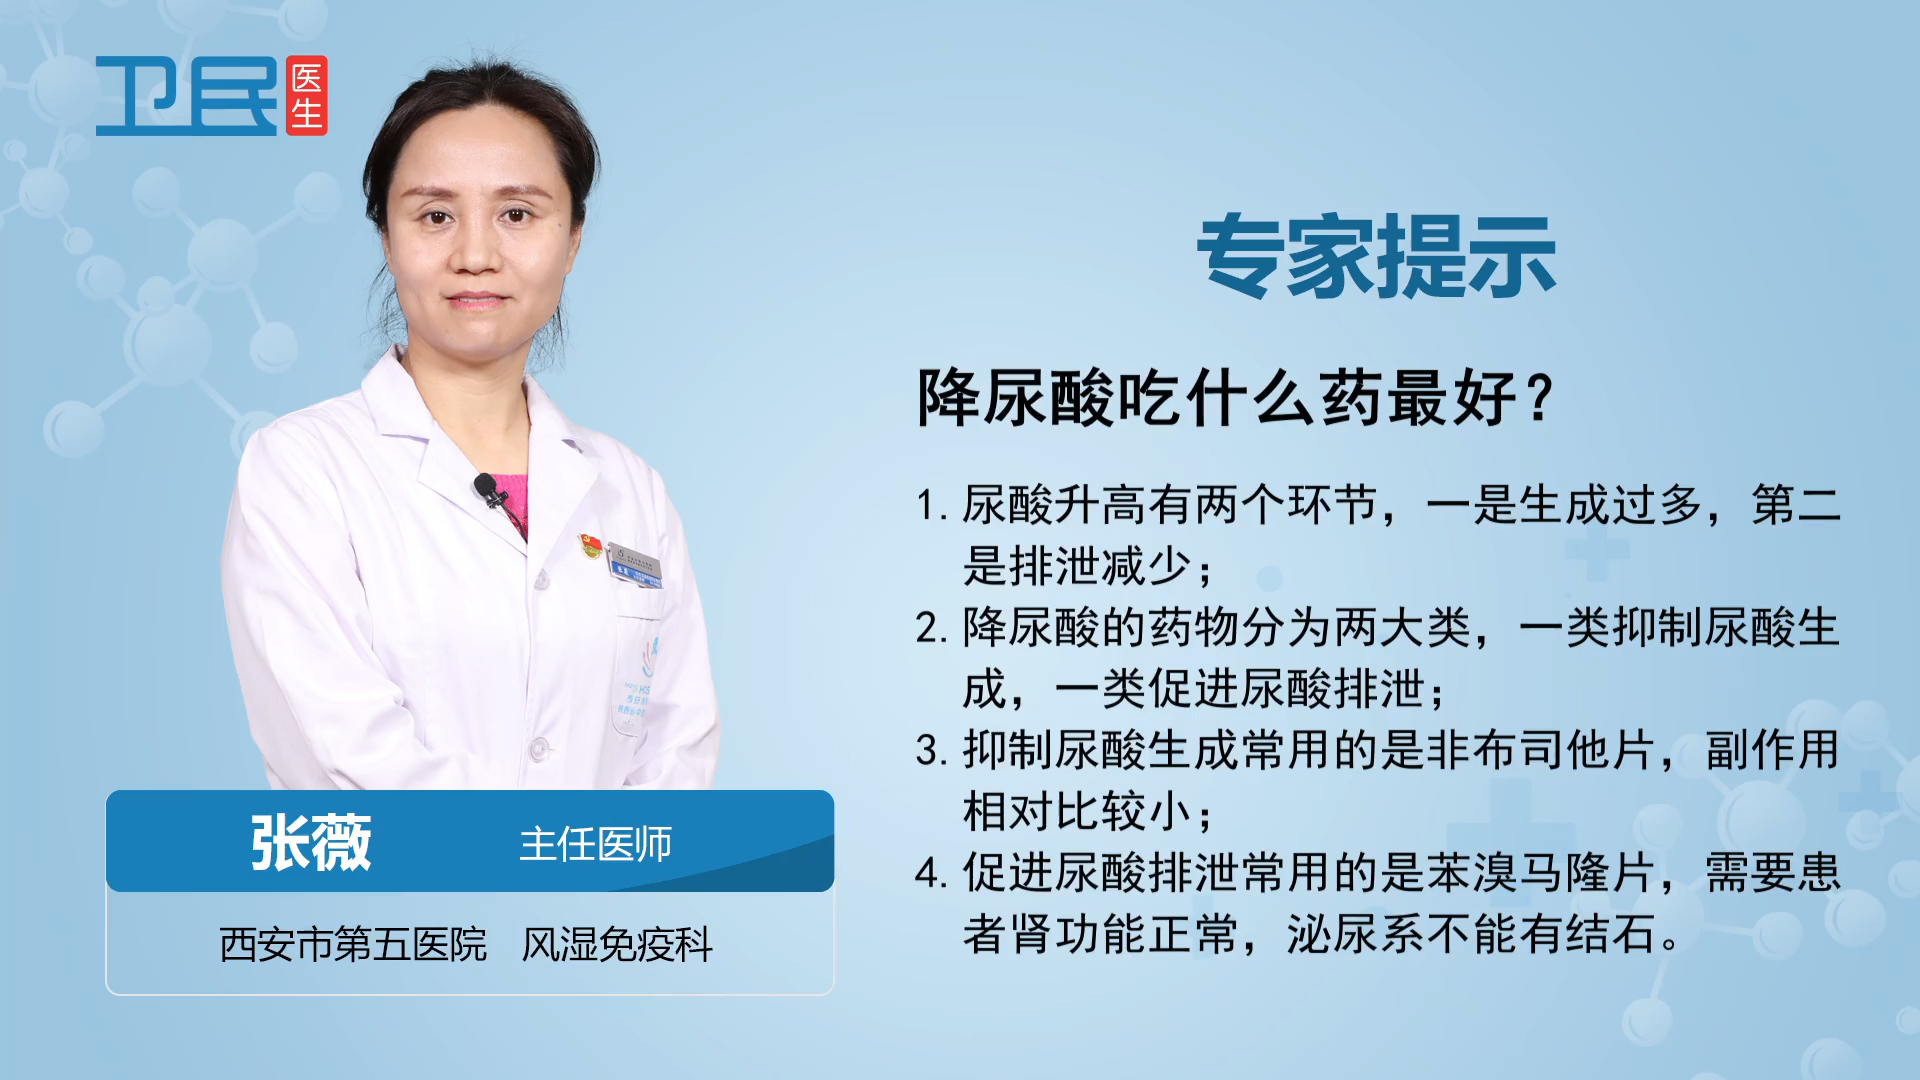 卫民医生
专家提示
降尿酸吃什么药最好？
1. 尿酸升高有两个环节，一是生成过多，第二
是排泄减少；
2. 降尿酸的药物分为两大类，一类抑制尿酸生
成，一类促进尿酸排泄；
3. 抑制尿酸生成常用的是非布司他片，副作用
相对比较小；
4. 促进尿酸排泄常用的是苯溴马隆片，需要患
者肾功能正常，泌尿系不能有结石。
张薇 主任医师
西安市第五医院 风湿免疫科